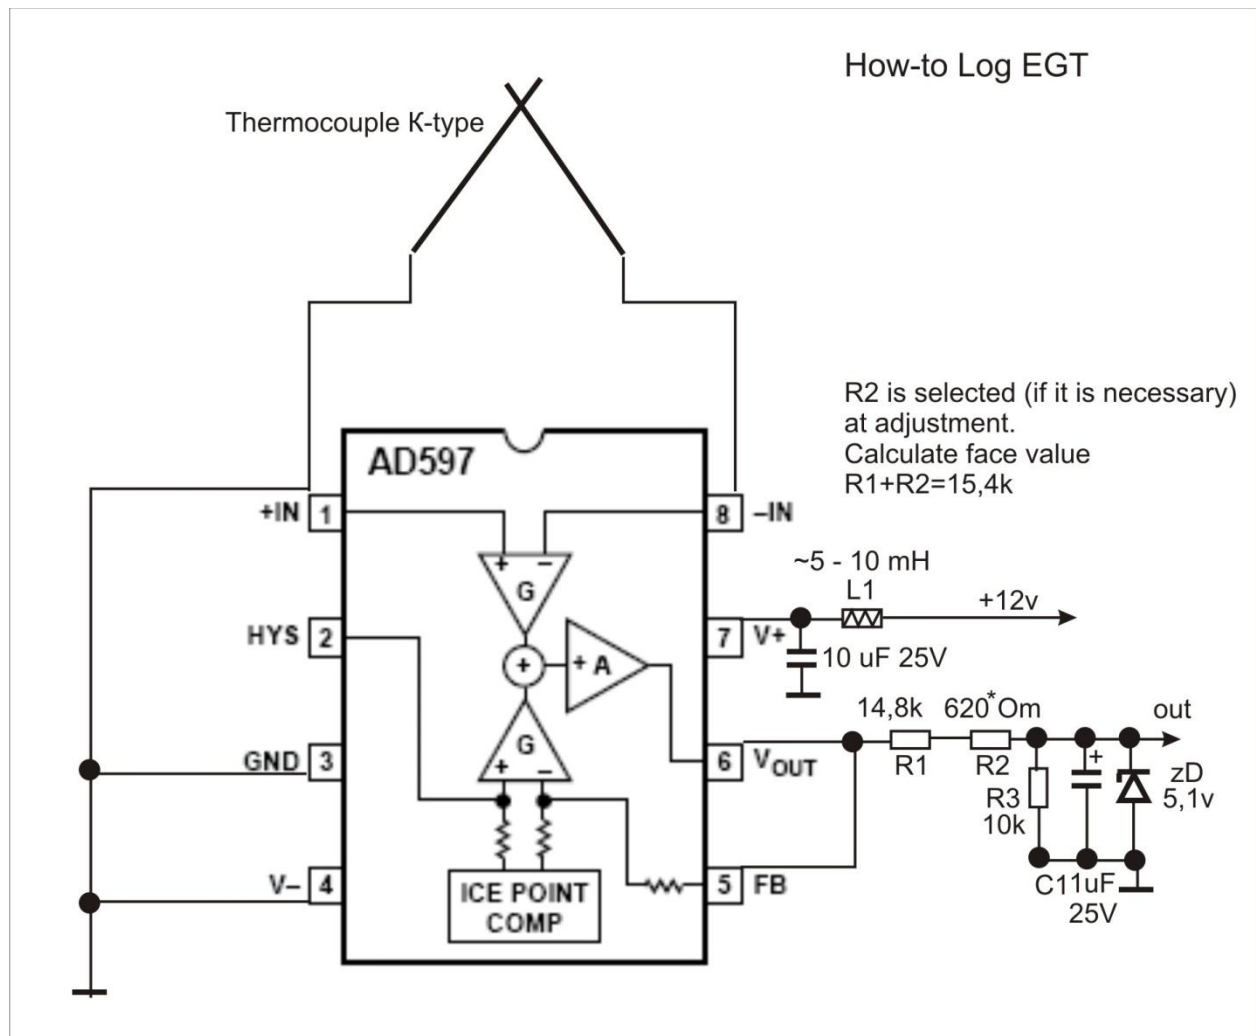 How-to Log EGT
Thermocouple K-type
R2 is selected (if it is necessary)
at adjustment.
Calculate face value
R1+R2=15,4k
AD597
+IN 1
8 –IN
+ –
G
~5 - 10 mH
L1
+12v
HYS 2
7 V+
10 uF 25V
+
+ A
14,8k
620*Om
out
G
+ –
GND 3
6 VOUT
R1
R2
+
zD
5,1v
R3
10k
V– 4
ICE POINT
COMP
5 FB
C11uF
25V